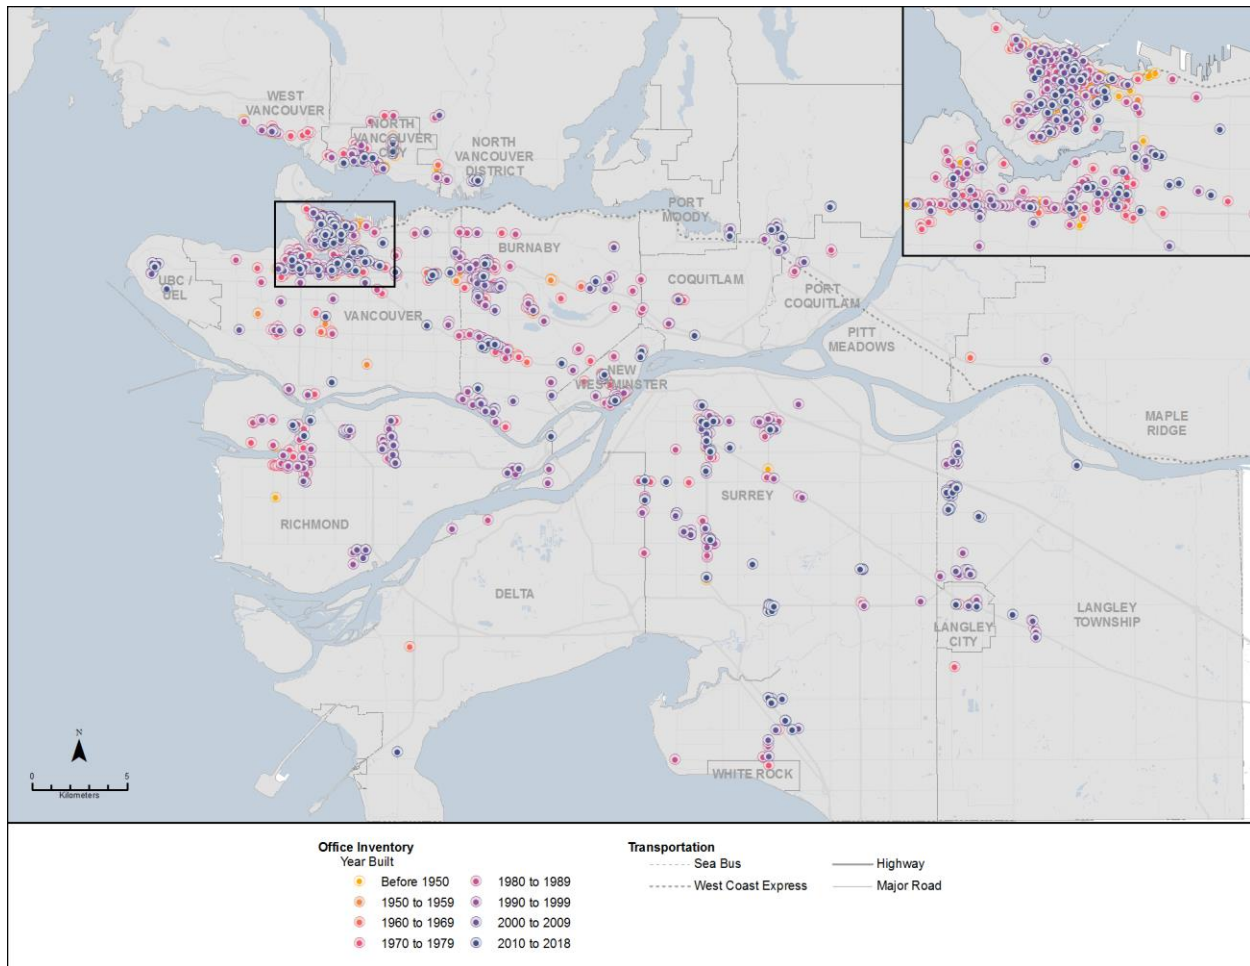 WEST
VANCOUVER
NORTH
VANCOUVER
CITY
NORTH
VANCOUVER
DISTRICT
PORT
MOODY
BURNABY
UBC /
UEL
VANCOUVER
COQUITLAM
PORT
COQUITLAM
PITT
MEADOWS
NEW
WESTMINSTER
MAPLE
RIDGE
SURREY
RICHMOND
DELTA
LANGLEY
CITY
LANGLEY
TOWNSHIP
WHITE ROCK
N
0 5
Kilometers
Office Inventory
Year Built
Before 1950
1950 to 1959
1960 to 1969
1970 to 1979
1980 to 1989
1990 to 1999
2000 to 2009
2010 to 2018
Transportation
Sea Bus
West Coast Express
Highway
Major Road